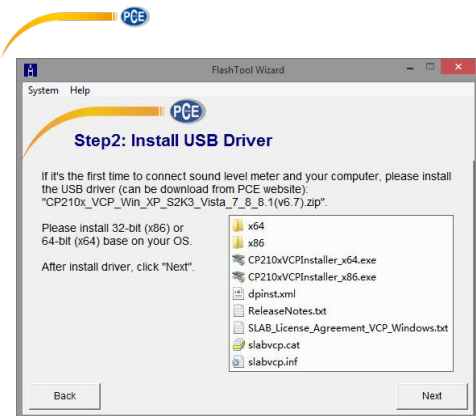 PCE
FlashTool Wizard
System Help
PCE
Step2: Install USB Driver
If it's the first time to connect sound level meter and your computer, please install
the USB driver (can be download from PCE website):
"CP210x_VCP_Win_XP_S2K3_Vista_7_8_8.1(v6.7).zip".
Please install 32-bit (x86) or
64-bit (x64) base on your OS.
After install driver, click "Next".
x64
x86
CP210xVCPInstaller_x64.exe
CP210xVCPInstaller_x86.exe
dpinst.xml
ReleaseNotes.txt
SLAB_License_Agreement_VCP_Windows.txt
slabvcp.cat
slabvcp.inf
Back Next